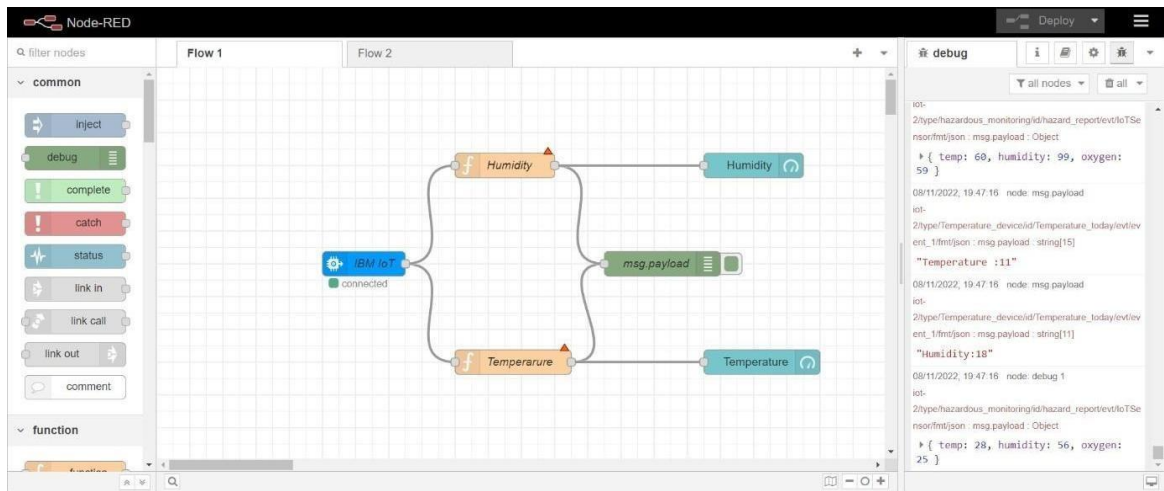 Node-RED
Deploy
filter nodes
Flow 1
Flow 2
debug
i
all nodes
all
common
inject
debug
complete
catch
status
link in
link call
link out
comment
function
function
Humidity
Humidity
IBM IoT
connected
msg.payload
Temperarure
Temperature
iot-
2/type/hazardous_monitoring/id/hazard_report/evt/IoTSe
nsor/fmt/json : msg.payload : Object
{ temp: 60, humidity: 99, oxygen:
59 }
08/11/2022, 19:47:16 node: msg.payload
iot-
2/type/Temperature_device/id/Temperature_today/evt/ev
ent_1/fmt/json : msg.payload : string[15]
"Temperature :11"
08/11/2022, 19:47:16 node: msg.payload
iot-
2/type/Temperature_device/id/Temperature_today/evt/ev
ent_1/fmt/json : msg.payload : string[11]
"Humidity:18"
08/11/2022, 19:47:16 node: debug 1
iot-
2/type/hazardous_monitoring/id/hazard_report/evt/IoTSe
nsor/fmt/json : msg.payload : Object
{ temp: 28, humidity: 56, oxygen:
25 }